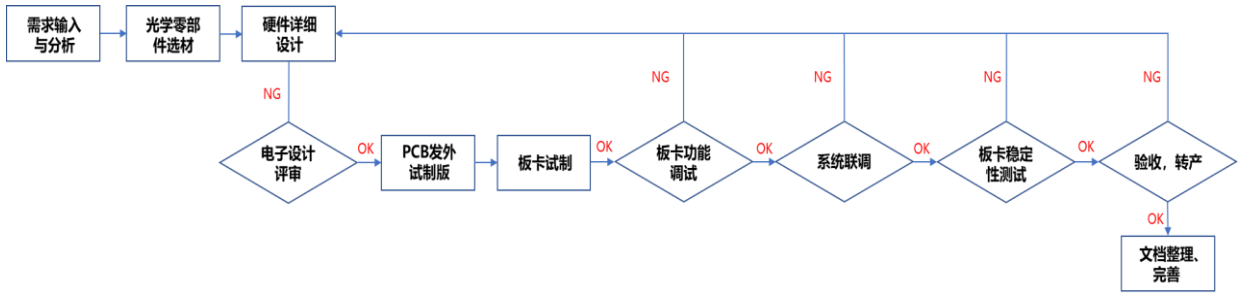 需求输入
与分析
光学零部
件选材
硬件详细
设计
NG
NG
NG
NG
NG
电子设计
评审
OK
PCB发外
试制版
板卡试制
OK
板卡功能
调试
OK
系统联调
OK
板卡稳定
性测试
OK
验收，转产
OK
文档整理、
完善